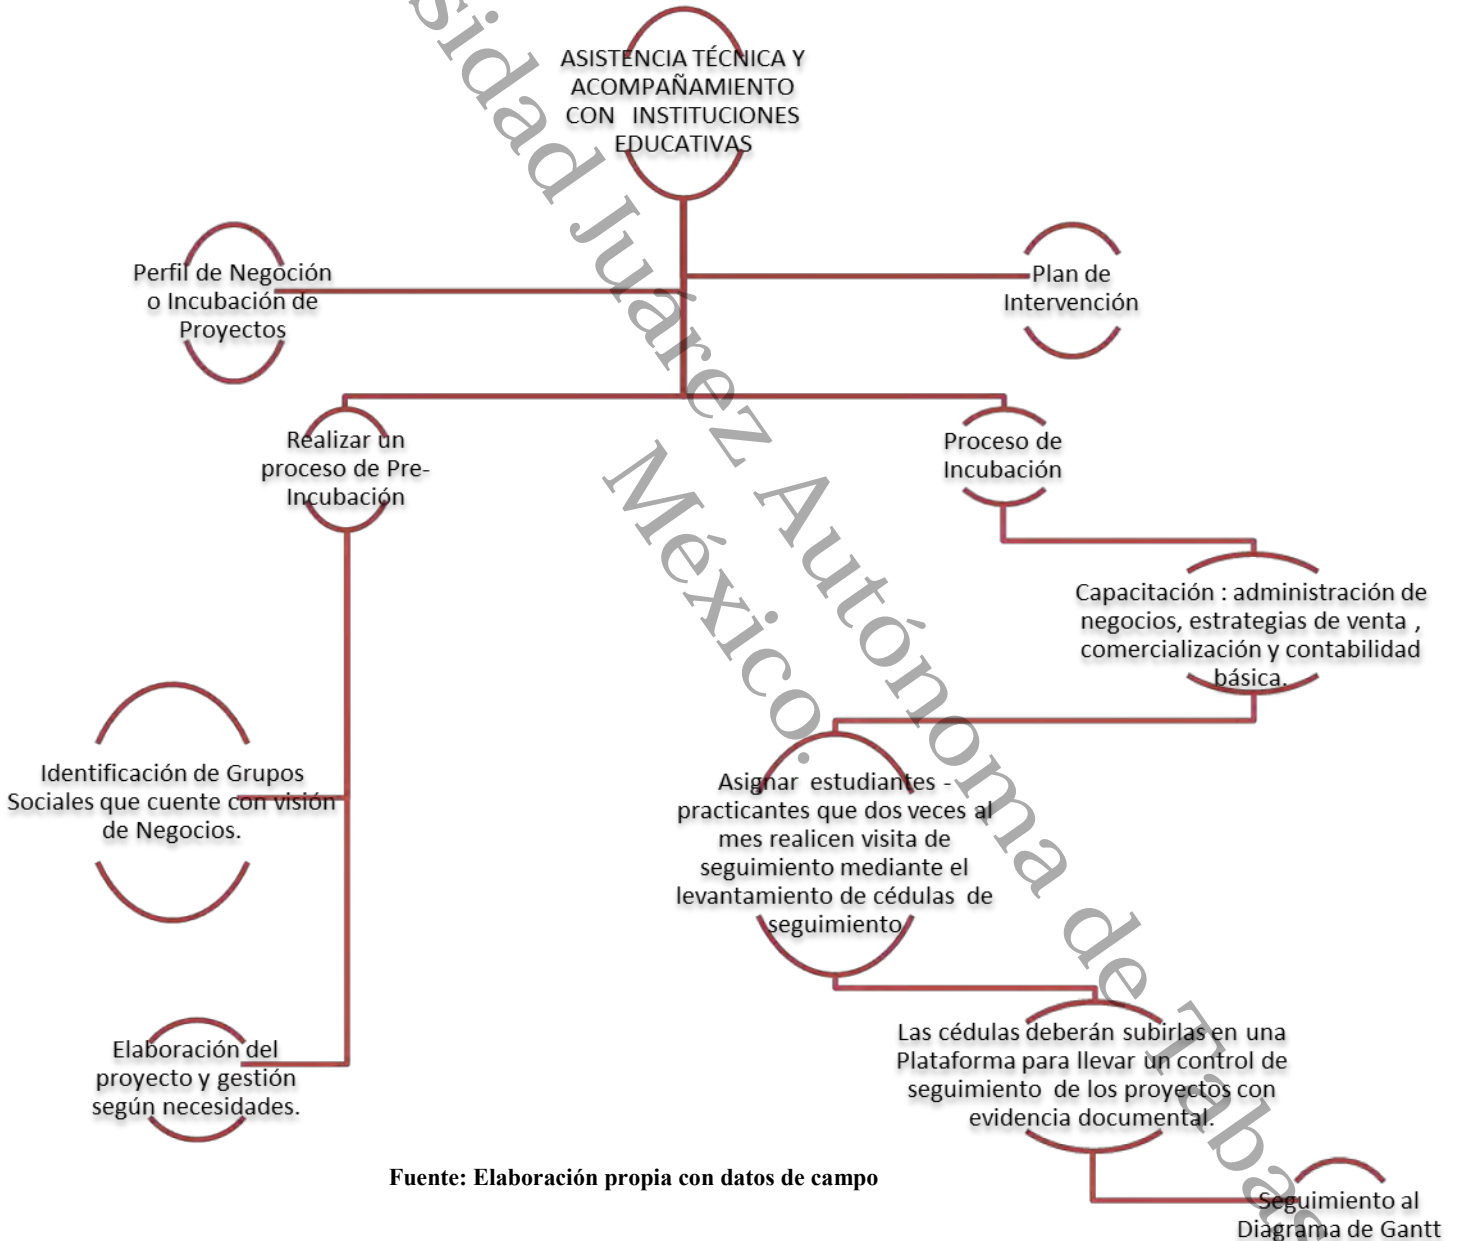 ASISTENCIA TÉCNICA Y
ACOMPAÑAMIENTO
CON INSTITUCIONES
EDUCATIVAS
Perfil de Negoción
o Incubación de
Proyectos
Plan de
Intervención
Realizar un
proceso de Pre-
Incubación
Proceso de
Incubación
Capacitación : administración de
negocios, estrategias de venta ,
comercialización y contabilidad
básica.
Identificación de Grupos
Sociales que cuente con visión
de Negocios.
Asignar estudiantes -
practicantes que dos veces al
mes realicen visita de
seguimiento mediante el
levantamiento de cédulas de
seguimiento
Elaboración del
proyecto y gestión
según necesidades.
Las cédulas deberán subirlas en una
Plataforma para llevar un control de
seguimiento de los proyectos con
evidencia documental.
Seguimiento al
Diagrama de Gantt
Fuente: Elaboración propia con datos de campo
sidad Juárez Autónoma de Tabas
México.